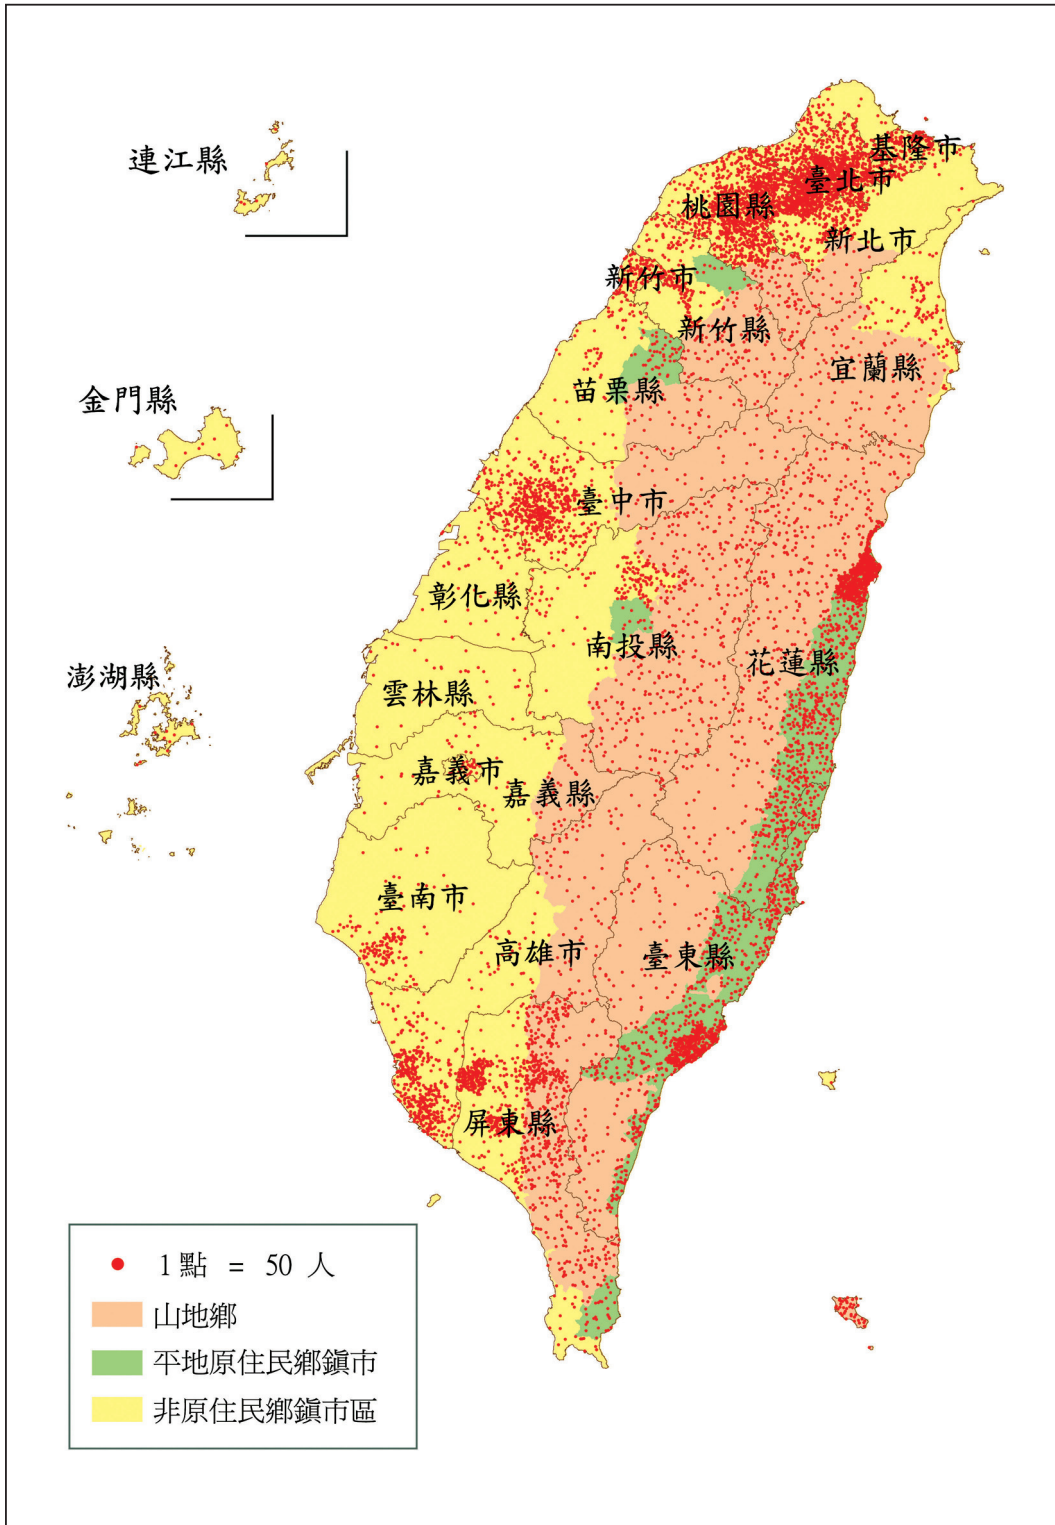 基隆市
連江縣
臺北市
桃園縣
新北市
新竹市
新竹縣
宜蘭縣
苗栗縣
金門縣
臺中市
彰化縣
南投縣
花蓮縣
澎湖縣
雲林縣
嘉義市
嘉義縣
臺南市
高雄市
臺東縣
屏東縣
1點 = 50 人
山地鄉
平地原住民鄉鎮市
非原住民鄉鎮市區